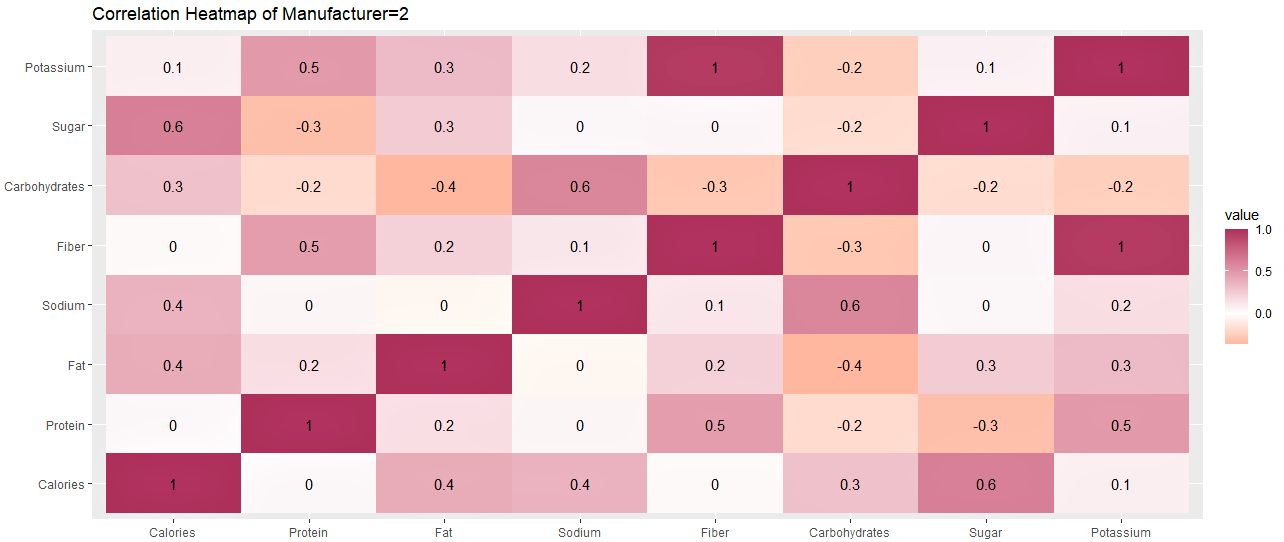 Correlation Heatmap of Manufacturer=2
Potassium 0.1 0.5 0.3 0.2 1 -0.2 0.1 1
Sugar 0.6 -0.3 0.3 0 0 -0.2 1 0.1
Carbohydrates 0.3 -0.2 -0.4 0.6 -0.3 1 -0.2 -0.2
Fiber 0 0.5 0.2 0.1 1 -0.3 0 1
Sodium 0.4 0 0 1 0.1 0.6 0 0.2
Fat 0.4 0.2 1 0 0.2 -0.4 0.3 0.3
Protein 0 1 0.2 0 0.5 -0.2 -0.3 0.5
Calories 1 0 0.4 0.4 0 0.3 0.6 0.1
Calories Protein Fat Sodium Fiber Carbohydrates Sugar Potassium
value
1.0
0.5
0.0